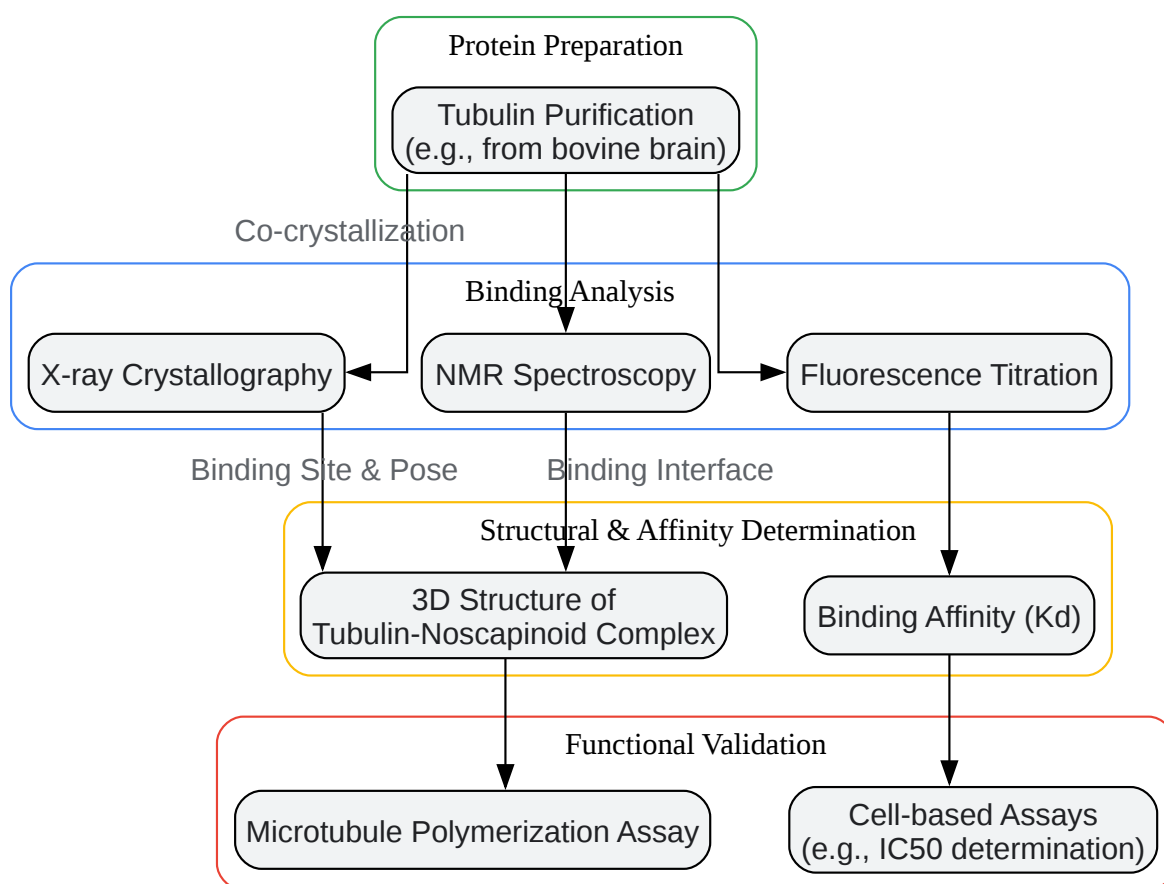 Protein Preparation
Tubulin Purification
(e.g., from bovine brain)
Co-crystallization
Binding Analysis
X-ray Crystallography
NMR Spectroscopy
Fluorescence Titration
Binding Site & Pose
Binding Interface
Structural & Affinity Determination
3D Structure of
Tubulin-Noscapinoid Complex
Binding Affinity (Kd)
Functional Validation
Microtubule Polymerization Assay
Cell-based Assays
(e.g., IC50 determination)